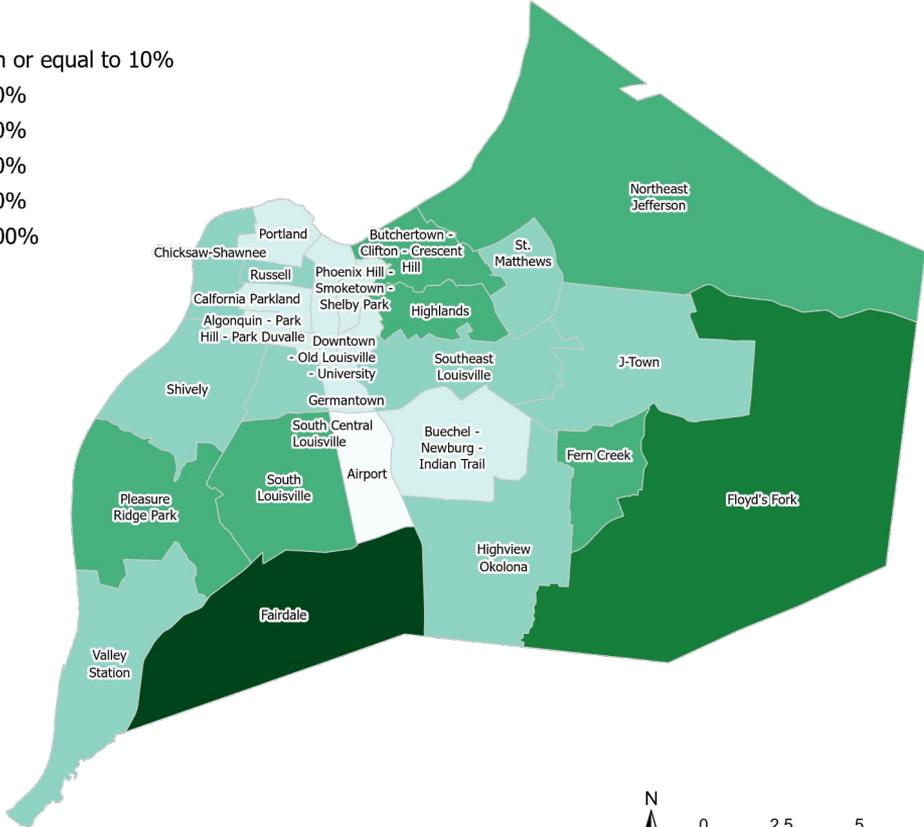 n or equal to 10%
0%
0%
0%
0%
00%
Northeast
Jefferson
Portland
Butchertown -
Clifton - Crescent
Hill
St.
Matthews
Chicksaw-Shawnee
Russell
Phoenix Hill -
Smoketown -
Shelby Park
Calfornia Parkland
Highlands
Algonquin - Park
Hill - Park Duvalle
Downtown
- Old Louisville
- University
Southeast
Louisville
J-Town
Shively
Germantown
South Central
Louisville
Buechel -
Newburg -
Indian Trail
Airport
Fern Creek
South
Louisville
Pleasure
Ridge Park
Floyd's Fork
Highview
Okolona
Fairdale
Valley
Station
N
0 2.5 5